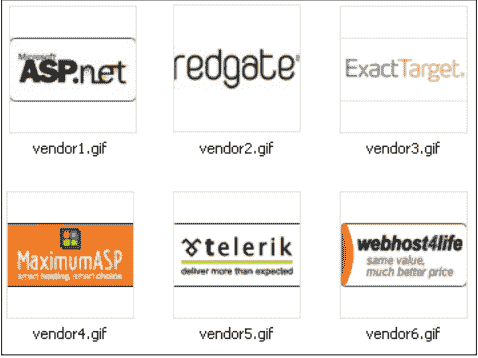 Microsoft
ASP.net
redgate
ExactTarget.
vendor1.gif
vendor2.gif
vendor3.gif
MaximumASP
smart hosting, smart choice
telerik
deliver more than expected
webhost4life
same value,
much better price
vendor4.gif
vendor5.gif
vendor6.gif